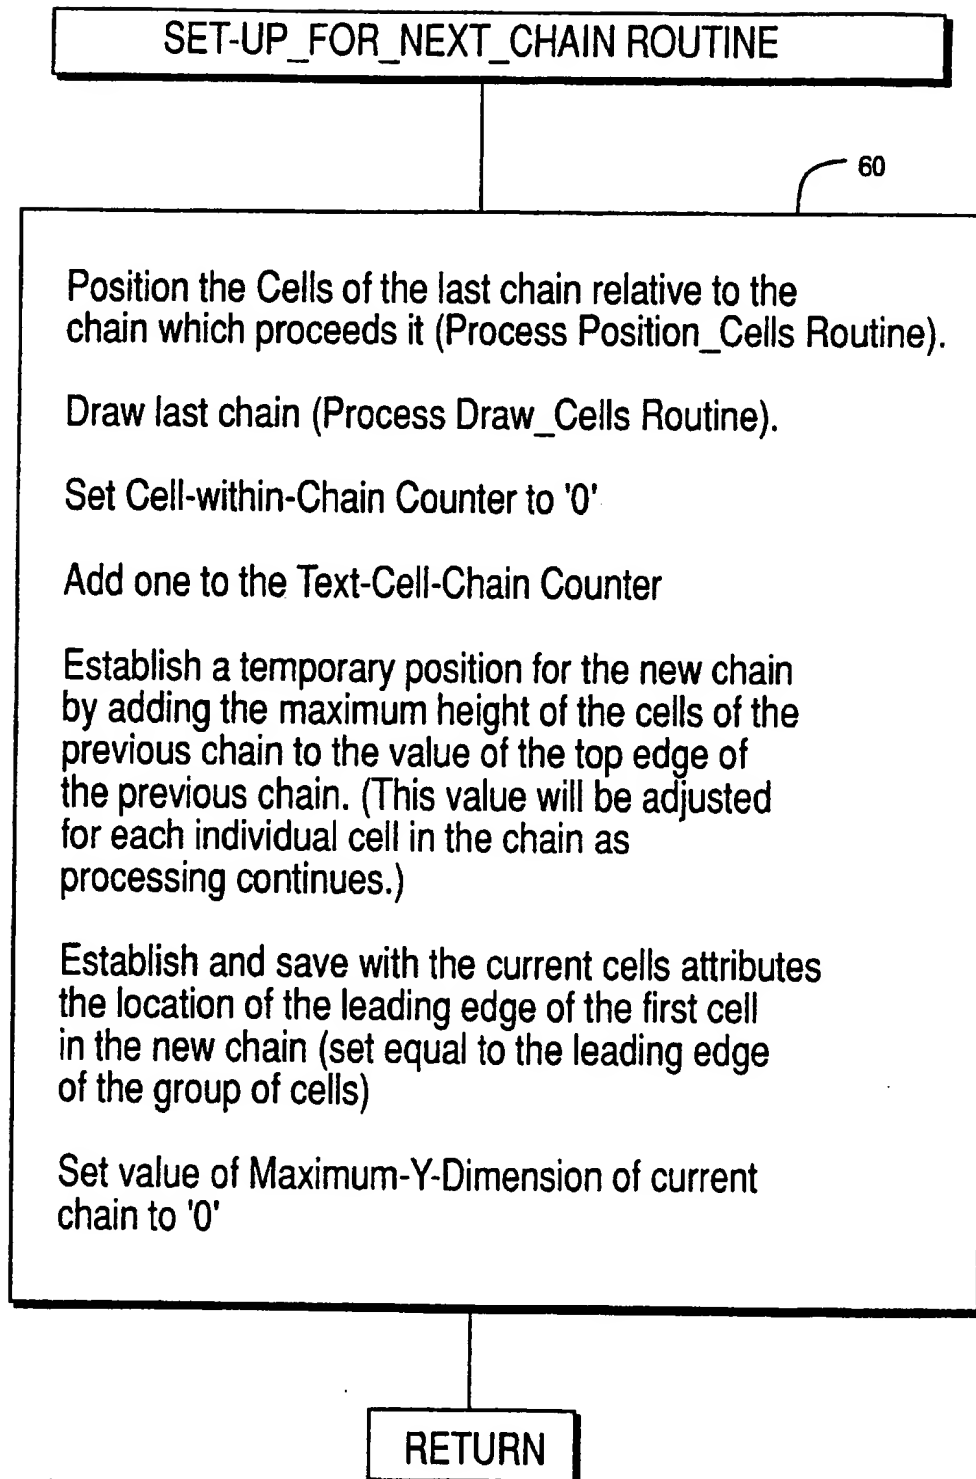 SET-UP_FOR_NEXT_CHAIN ROUTINE
60
Position the Cells of the last chain relative to the
chain which proceeds it (Process Position_Cells Routine).
Draw last chain (Process Draw_Cells Routine).
Set Cell-within-Chain Counter to '0'
Add one to the Text-Cell-Chain Counter
Establish a temporary position for the new chain
by adding the maximum height of the cells of the
previous chain to the value of the top edge of
the previous chain. (This value will be adjusted
for each individual cell in the chain as
processing continues.)
Establish and save with the current cells attributes
the location of the leading edge of the first cell
in the new chain (set equal to the leading edge
of the group of cells)
Set value of Maximum-Y-Dimension of current
chain to '0'
RETURN